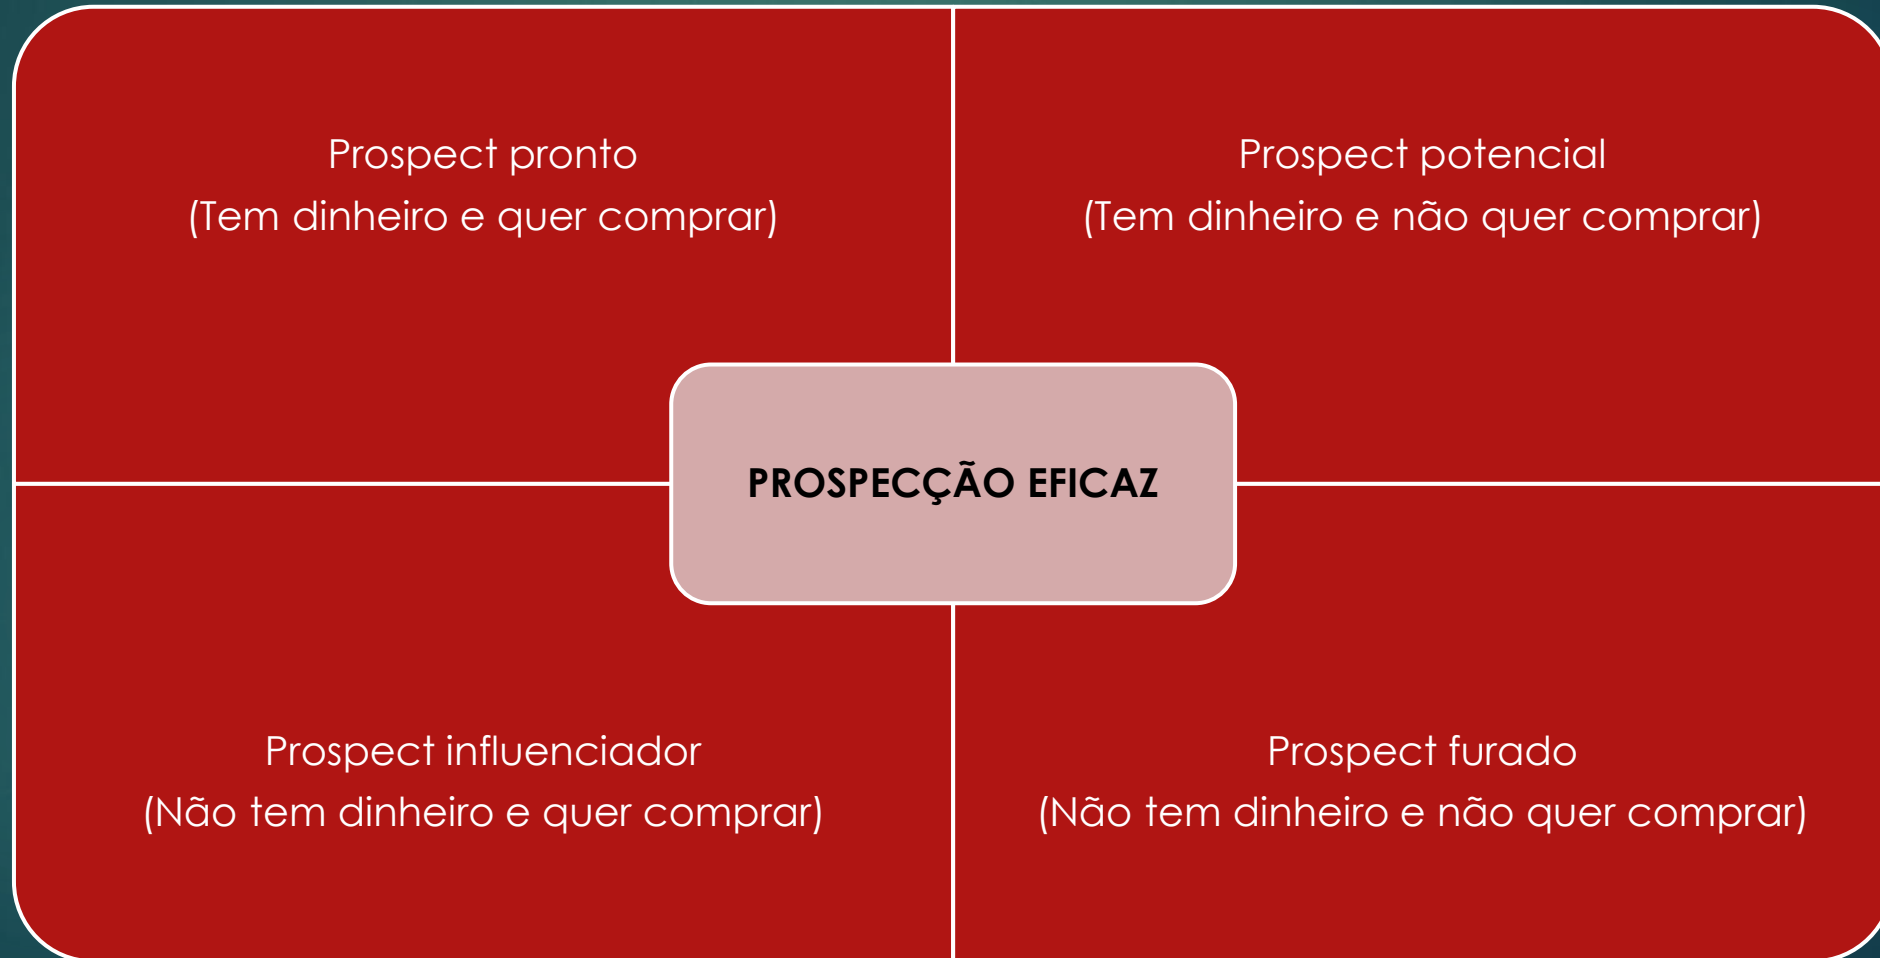 Prospect pronto
(Tem dinheiro e quer comprar)
Prospect potencial
(Tem dinheiro e não quer comprar)
PROSPECÇÃO EFICAZ
Prospect influenciador
(Não tem dinheiro e quer comprar)
Prospect furado
(Não tem dinheiro e não quer comprar)